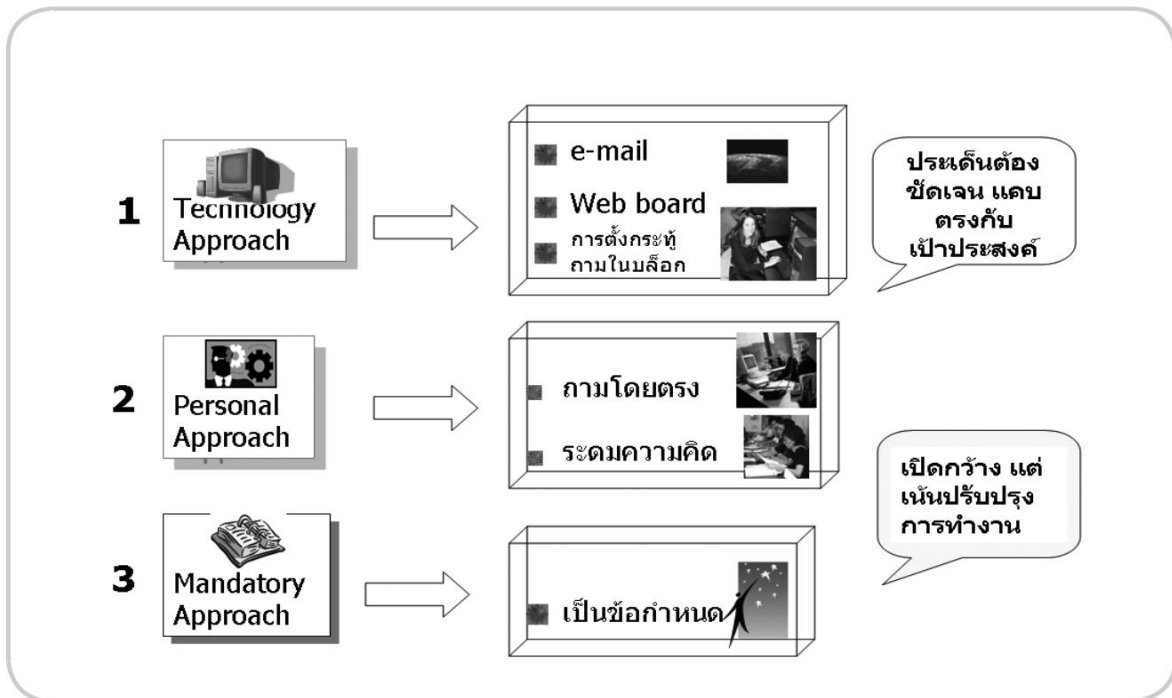 1
Technology
Approach
e-mail
Web board
การตั้งกระทู้
ถามในบล็อก
ประเด็นต้อง
ชัดเจน แคบ
ตรงกับ
เป้าประสงค์
2
Personal
Approach
ถามโดยตรง
ระดมความคิด
เปิดกว้าง แต่
เน้นปรับปรุง
การทำงาน
3
Mandatory
Approach
เป็นข้อกำหนด